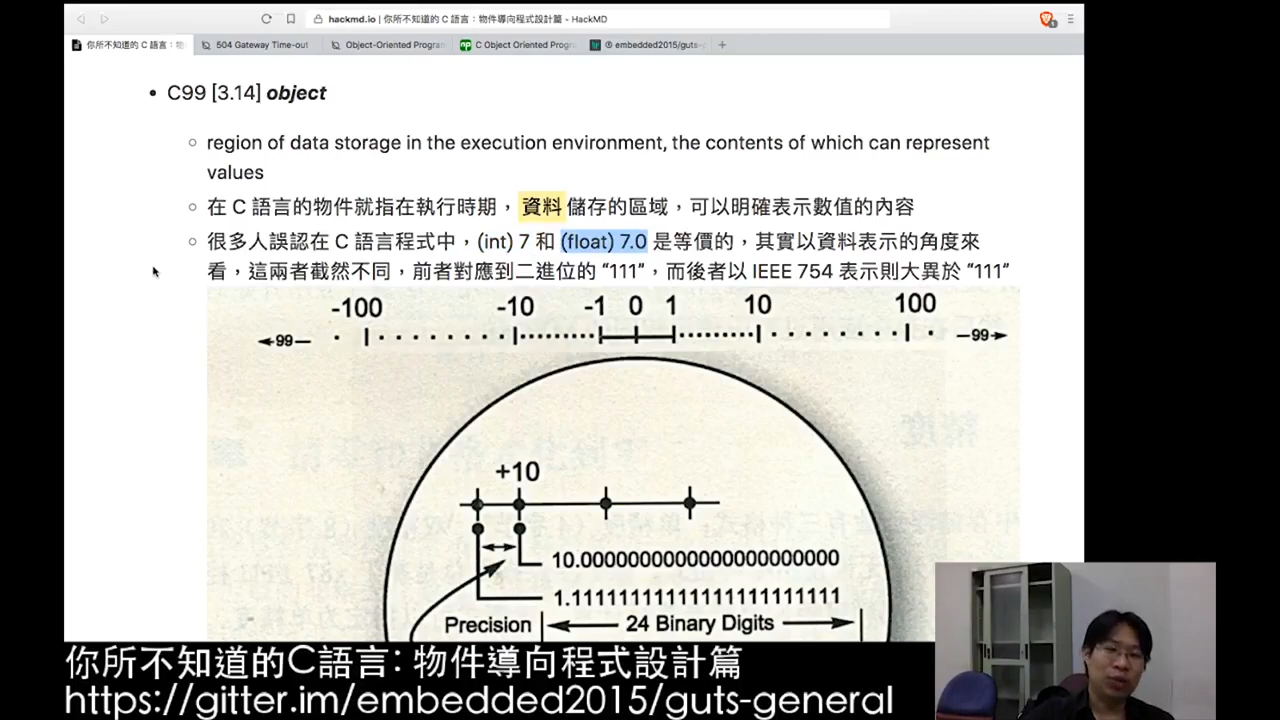 hackmd.io | 你所不知道的 C 語言：物件導向程式設計篇 - HackMD
你所不知道的 C 語言：物
504 Gateway Time-out
Object-Oriented Program
C Object Oriented Progra
embedded2015/guts-g
C99 [3.14] object
region of data storage in the execution environment, the contents of which can represent
values
在 C 語言的物件就指在執行時期，資料儲存的區域，可以明確表示數值的內容
很多人誤認在 C 語言程式中，(int) 7 和 (float) 7.0 是等價的，其實以資料表示的角度來
看，這兩者截然不同，前者對應到二進位的 “111”，而後者以 IEEE 754 表示則大異於 “111”
-100 -10 -1 0 1 10 100
←99— —99→
+10
10.0000000000000000000000
1.11111111111111111111111
Precision 24 Binary Digits
你所不知道的C語言: 物件導向程式設計篇
https://gitter.im/embedded2015/guts-general